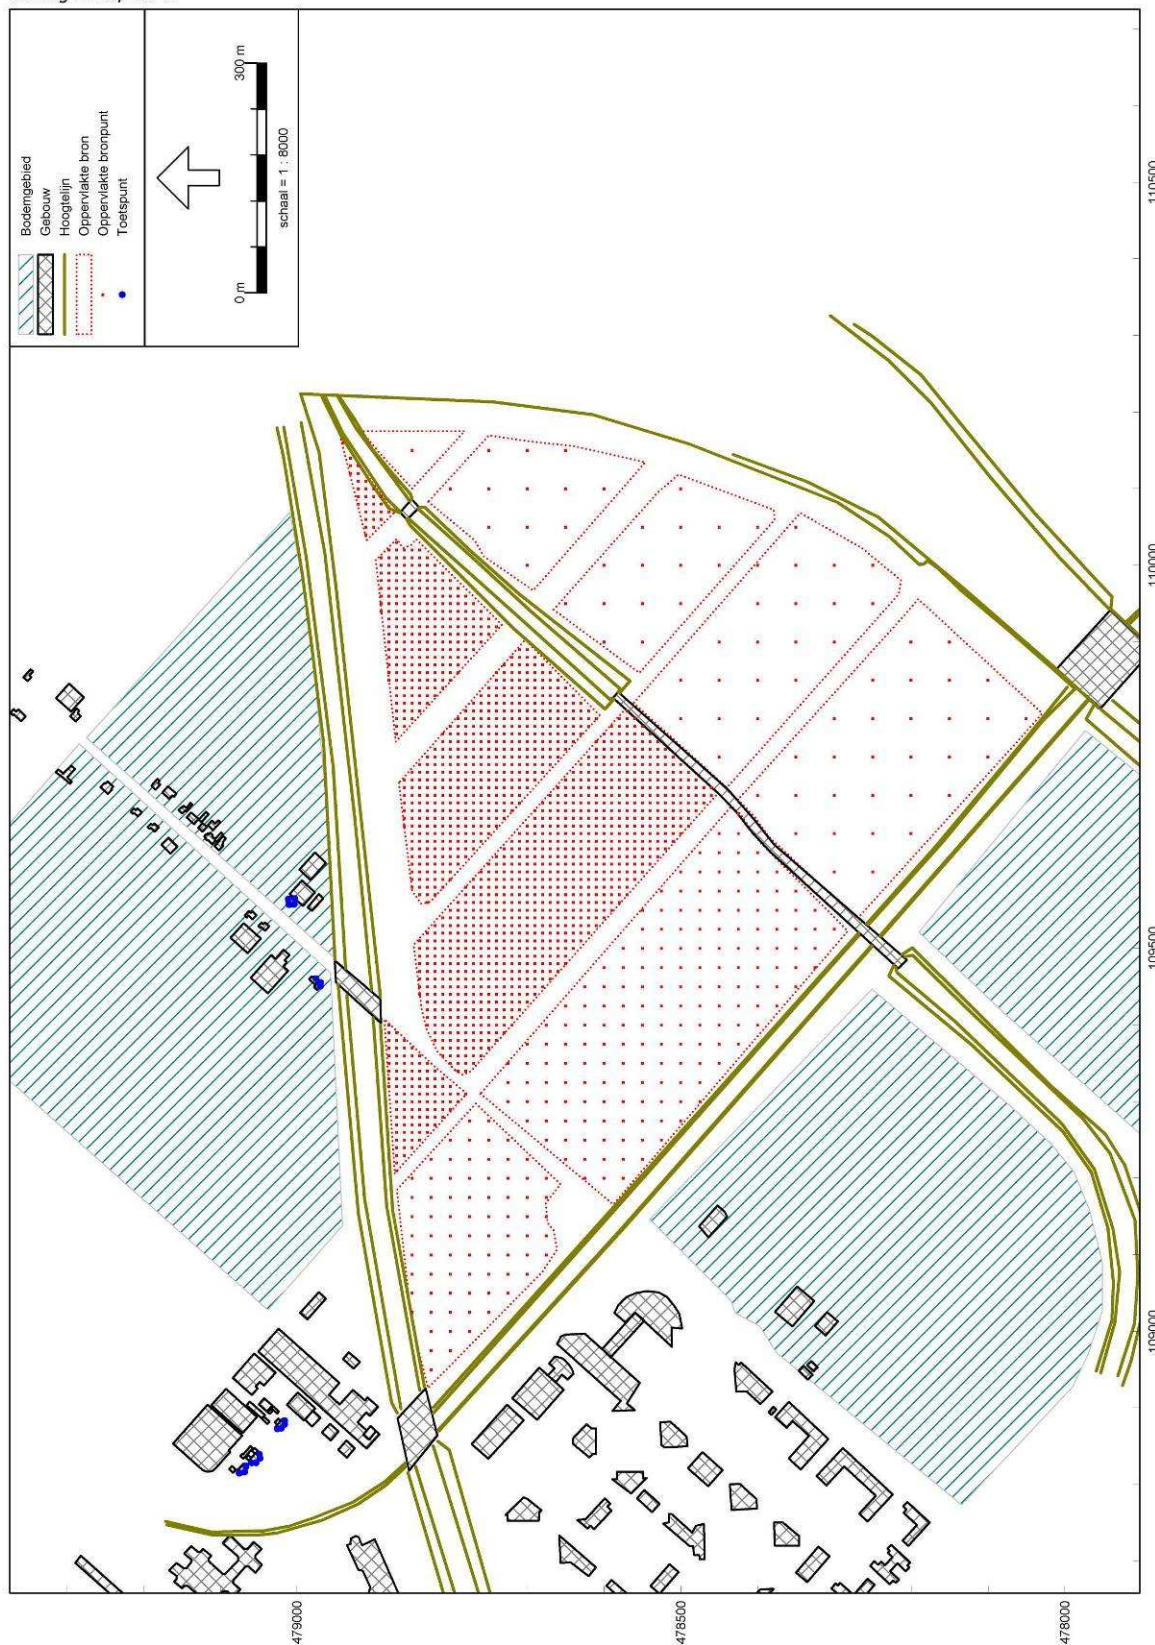 Bodemgebied
Gebouw
Hoogtelijn
Oppervlakte bron
Oppervlakte bronpunt
Toetspunt
0 m
300 m
schaal = 1 : 8000
109000
109500
110000
110500
479000
478500
478000